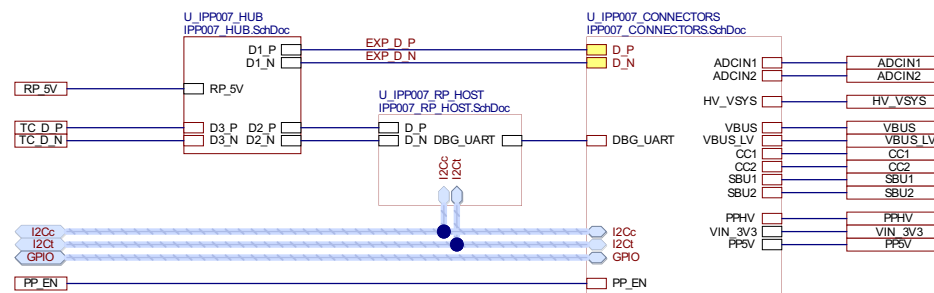 U_IPP007_HUB
IPP007_HUB.SchDoc
U_IPP007_CONNECTORS
IPP007_CONNECTORS.SchDoc
D1_P
EXP_D_P
D_P
D1_N
EXP_D_N
D_N
ADCIN1
ADCIN1
ADCIN2
ADCIN2
RP_5V
RP_5V
U_IPP007_RP_HOST
IPP007_RP_HOST.SchDoc
HV_VSYS
HV_VSYS
TC_D_P
D3_P
D2_P
D_P
VBUS
VBUS
TC_D_N
D3_N
D2_N
D_N
DBG_UART
DBG_UART
VBUS_LV
VBUS_LV
CC1
CC1
CC2
CC2
I2Cc
I2Ct
SBU1
SBU1
SBU2
SBU2
PPHV
PPHV
I2Cc
I2Cc
VIN_3V3
VIN_3V3
I2Ct
I2Ct
PP5V
PP5V
GPIO
GPIO
PP_EN
PP_EN